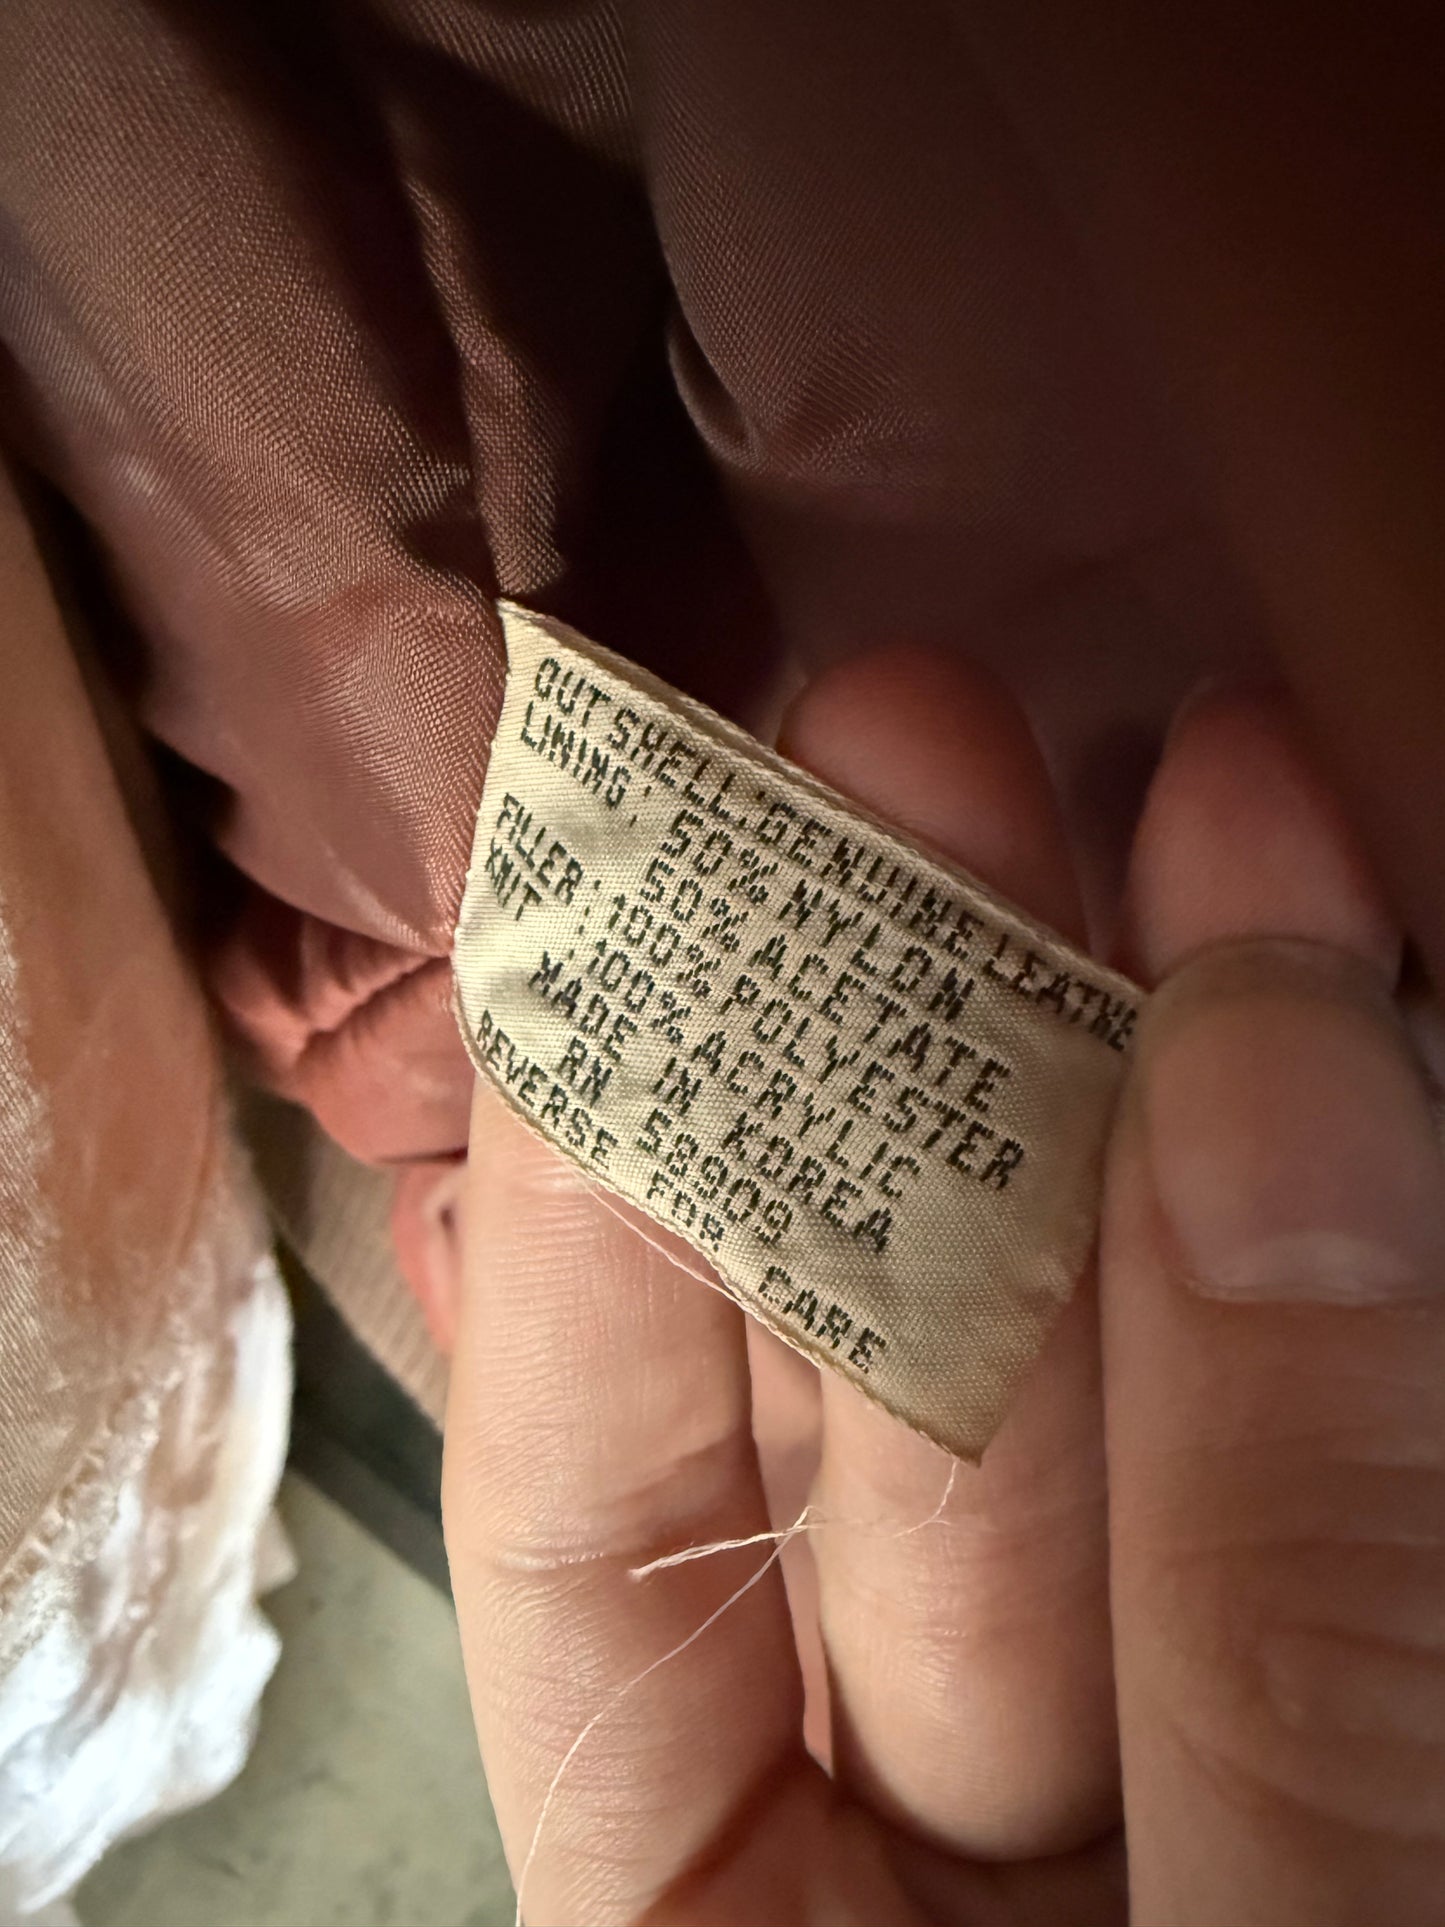 OUTSHELL:GENUINE LEATHE
LINING: 50% NYLON
50% ACETATE
FILLER: 100% POLYESTER
KNIT :100% ACRYLIC
MADE IN KOREA
RN 58909
REVERSE FOR CARE